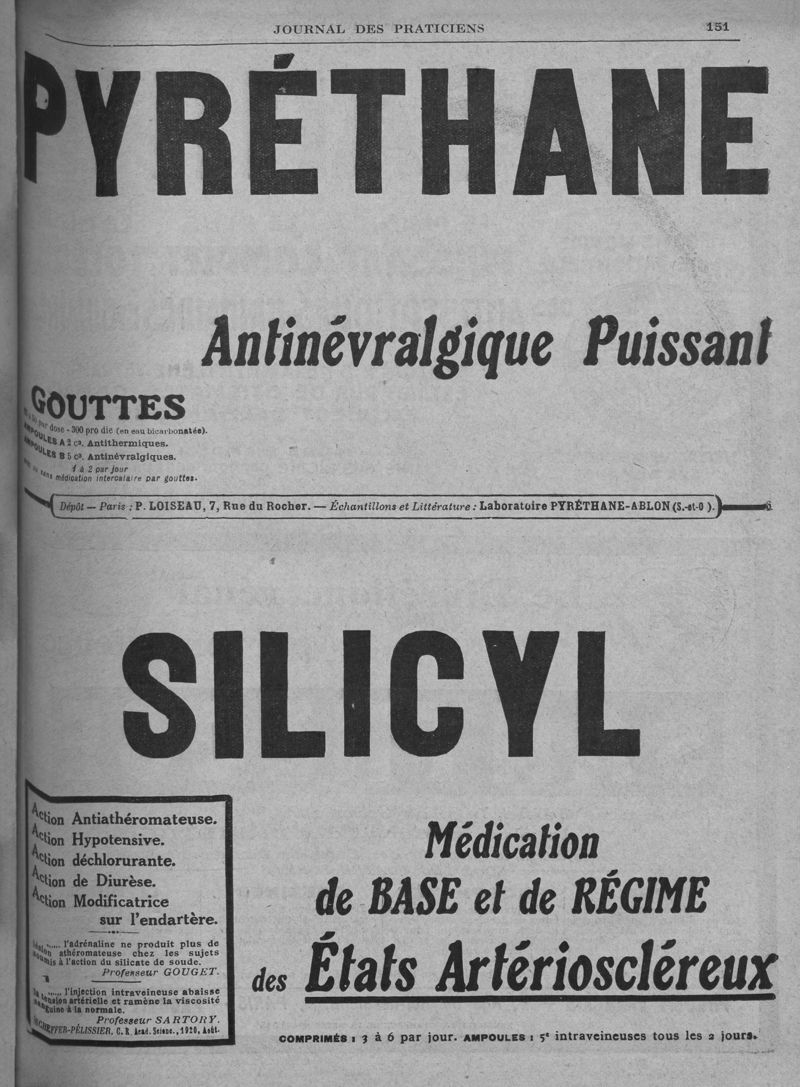 JOURNAL DES PRATICIENS 151
PYRÉTHANE
Antinévralgique Puissant
GOUTTES
par dose - 300 pro die (en eau bicarbonatée).
AMPOULES A 2 cᵃ. Antithermiques.
AMPOULES B 5 cᵃ. Antinévralgiques.
1 à 2 par jour
médication intercalaire par gouttes.
Dépôt — Paris : P. LOISEAU, 7, Rue du Rocher. — Échantillons et Littérature : Laboratoire PYRÉTHANE-ABLON (S.-et-O ).
SILICYL
Action Antiathéromateuse.
Action Hypotensive.
Action déchlorurante.
Action de Diurèse.
Action Modificatrice
sur l'endartère.
...... l'adrénaline ne produit plus de
athéromateuse chez les sujets
à l'action du silicate de soude.
Professeur GOUGET.
...... l'injection intraveineuse abaisse
artérielle et ramène la viscosité
à la normale.
Professeur SARTORY.
PÉLISSIER. C. R. Acad. Scienc., 1920, Août.
Médication
de BASE et de RÉGIME
des États Artérioscléreux
COMPRIMÉS : 3 à 6 par jour. AMPOULES : 5ᶜ intraveineuses tous les 2 jours.